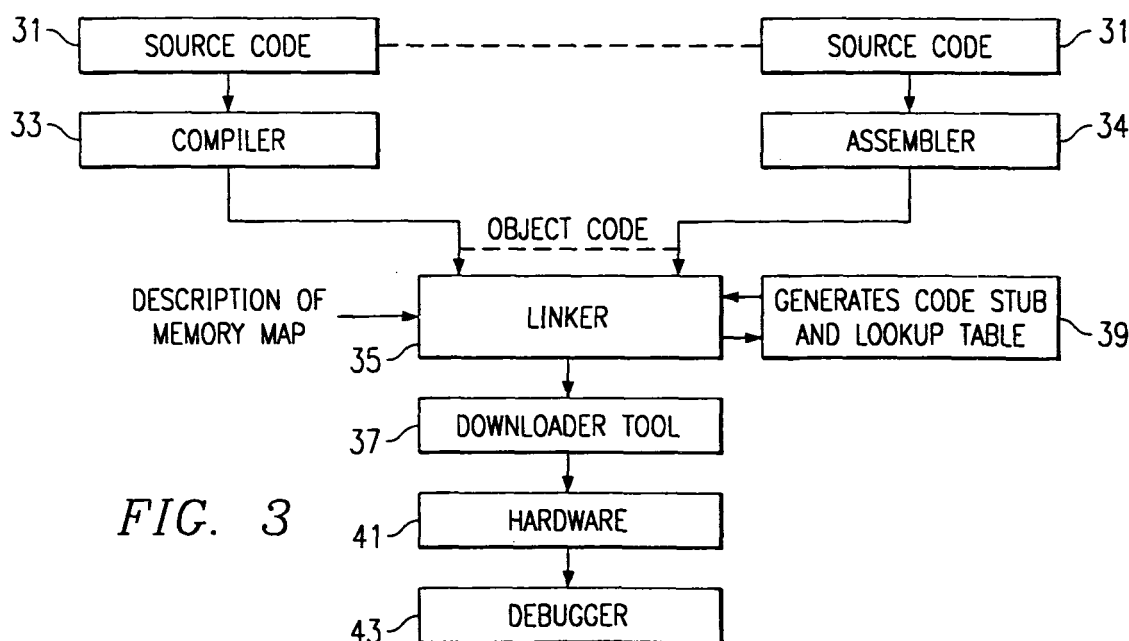 31
SOURCE CODE
SOURCE CODE
31
33
COMPILER
ASSEMBLER
34
OBJECT CODE
DESCRIPTION OF
MEMORY MAP
LINKER
35
GENERATES CODE STUB
AND LOOKUP TABLE
39
DOWNLOADER TOOL
37
FIG. 3
HARDWARE
41
DEBUGGER
43